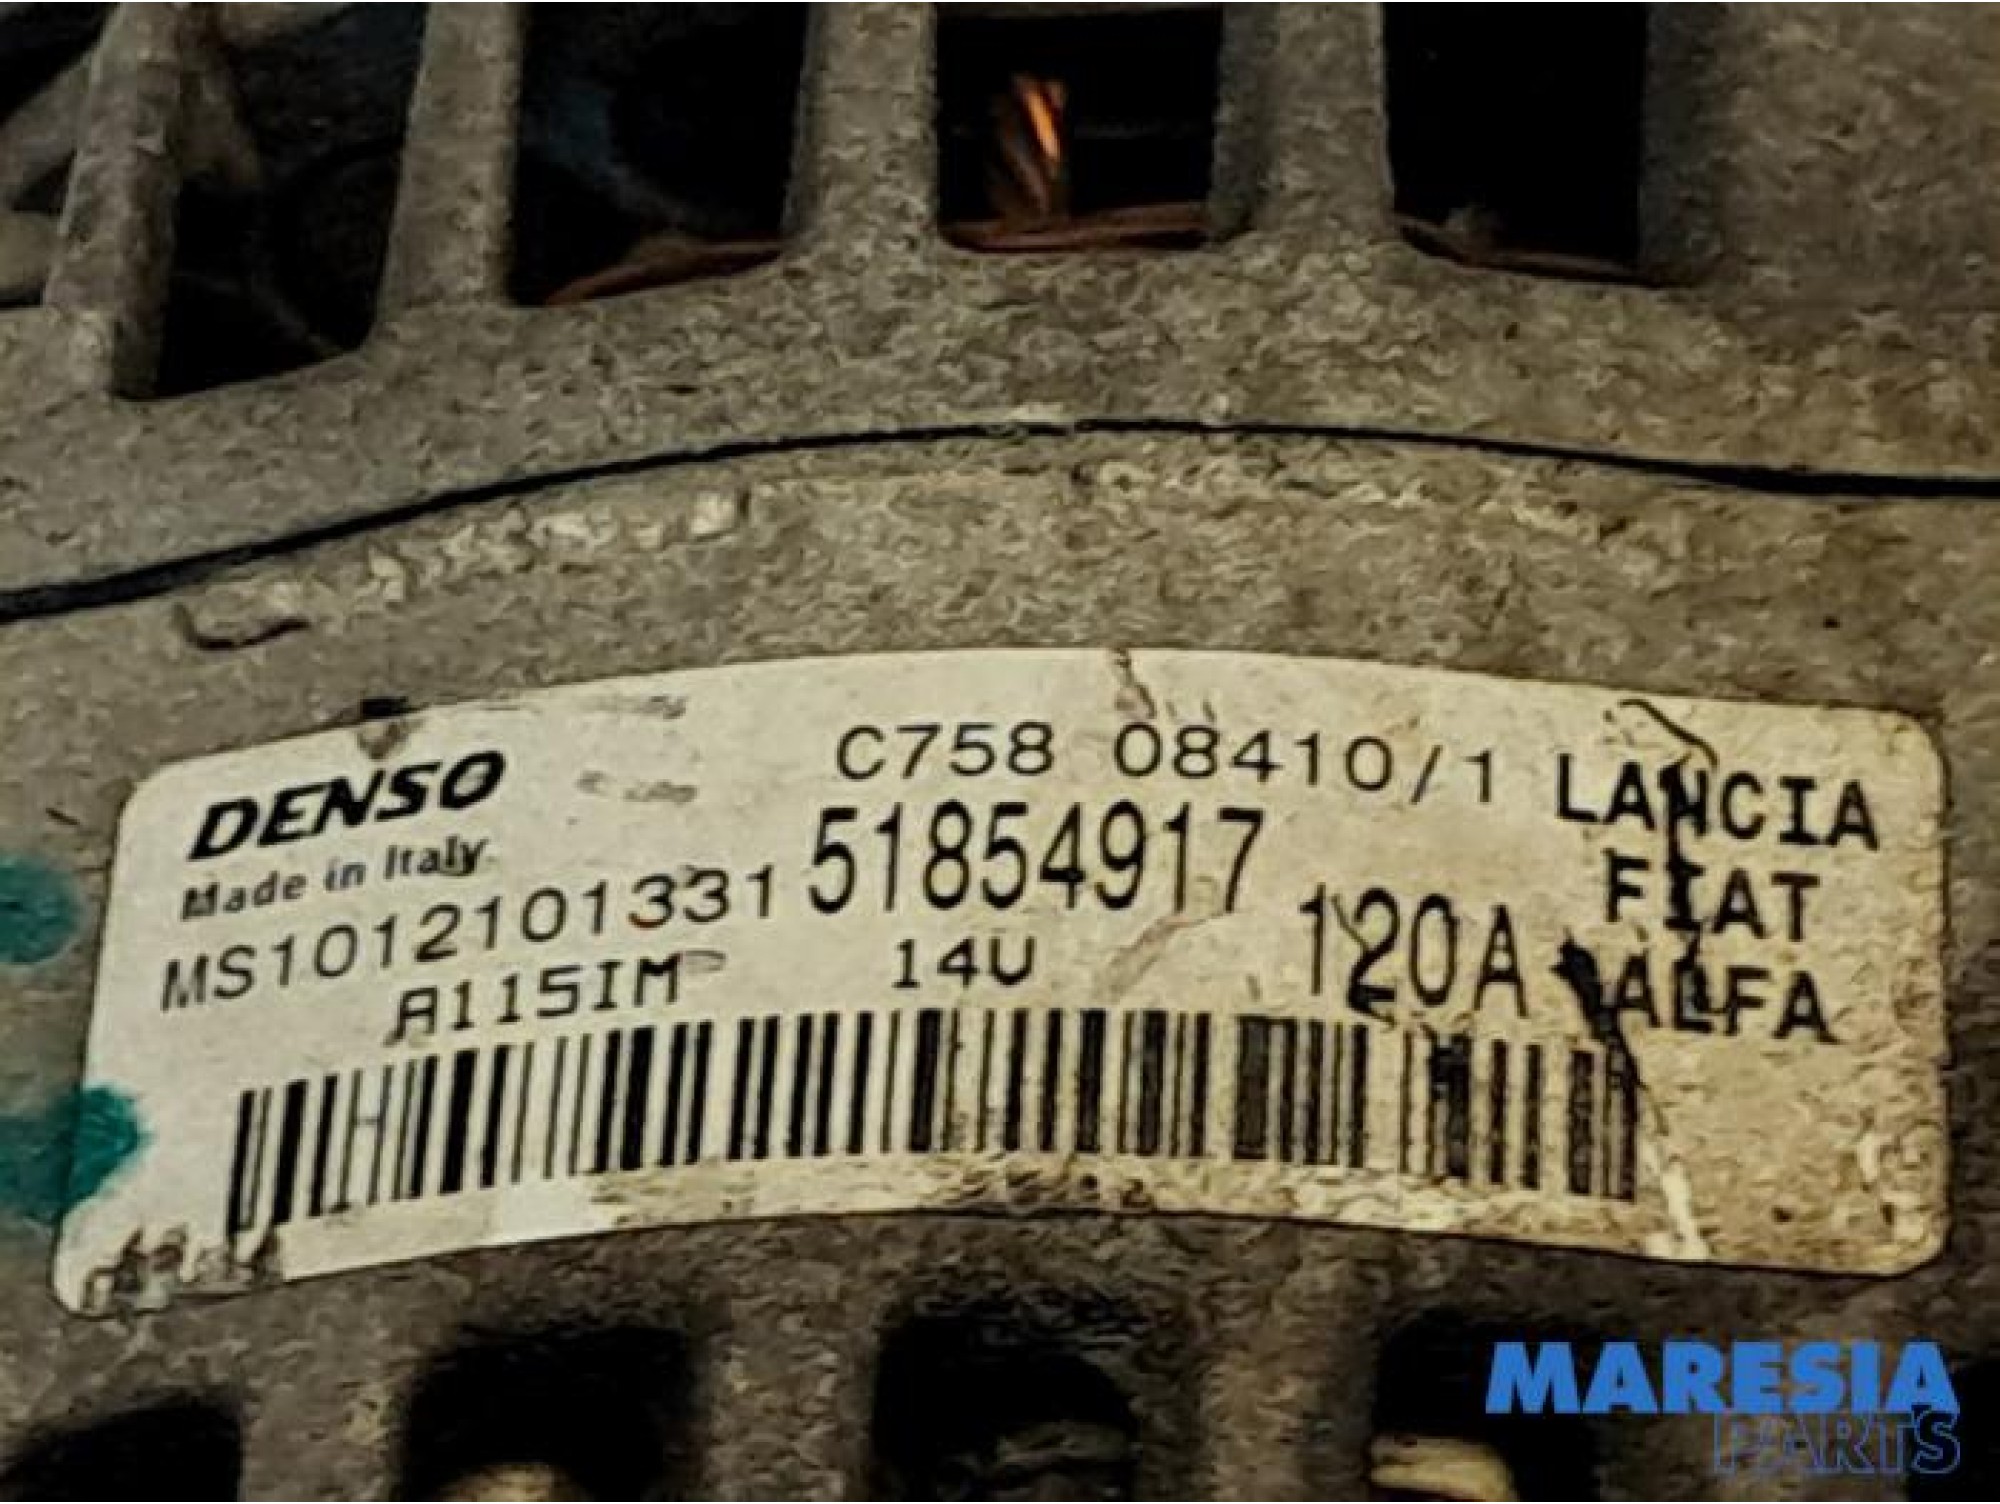 DENSO
Made in Italy
MS1012101331
A115IM
C758 08410/1
51854917
14V
120A
LANCIA
FIAT
ALFA
MARESIA
PARTS